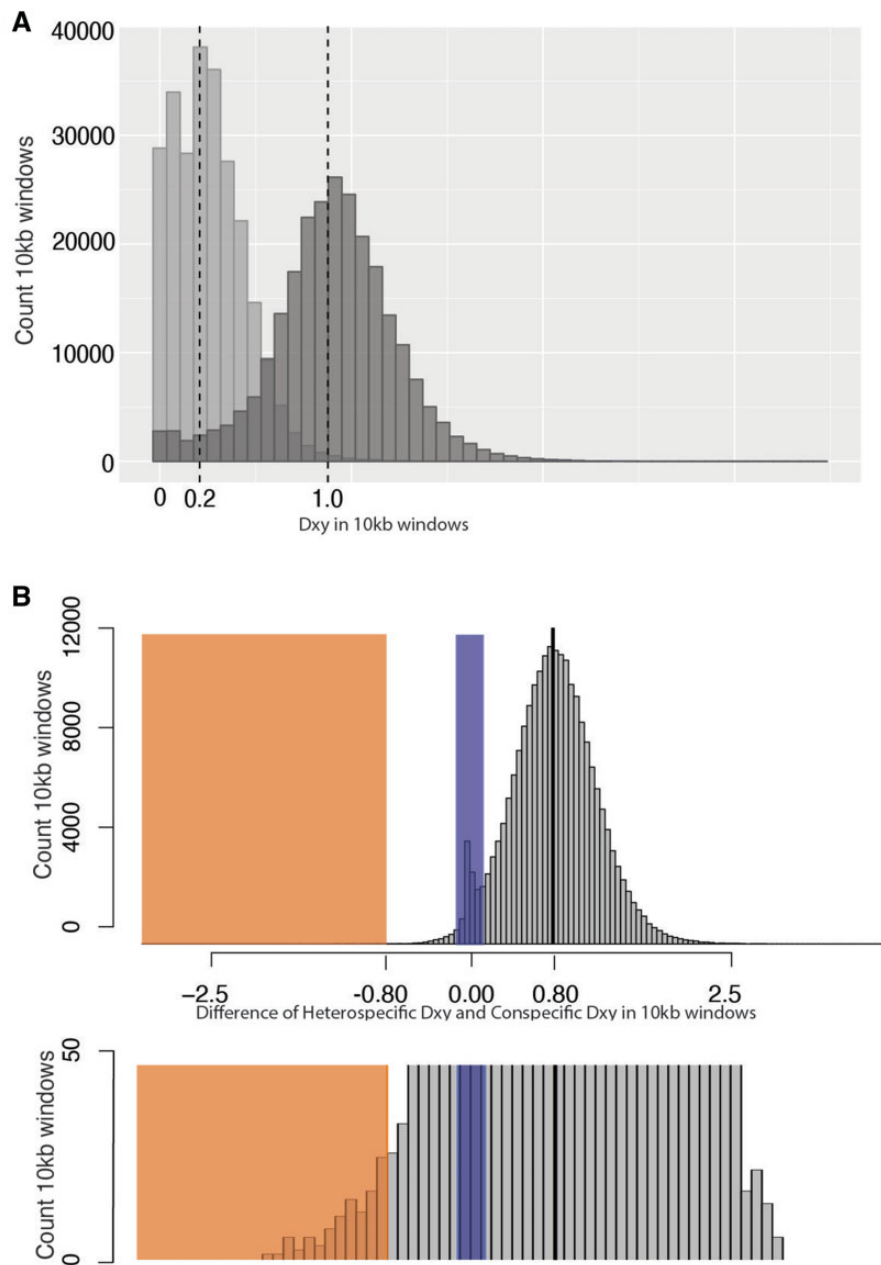 A
40000
30000
20000
10000
0
Count 10kb windows
0 0.2 1.0
Dxy in 10kb windows
B
12000
8000
4000
0
Count 10kb windows
−2.5 -0.80 0.00 0.80 2.5
Difference of Heterospecific Dxy and Conspecific Dxy in 10kb windows
50
0
Count 10kb windows